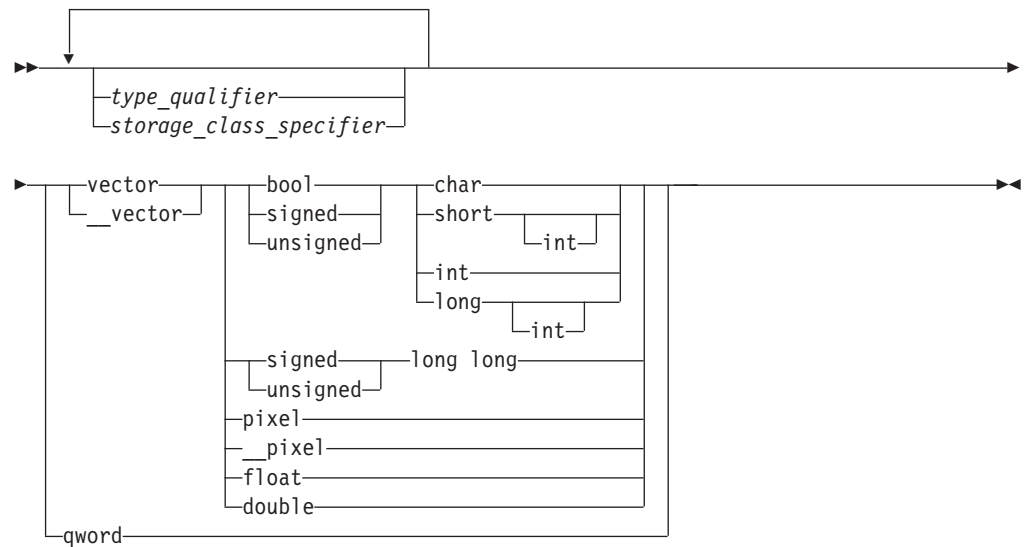 type_qualifier
storage_class_specifier
vector bool char
__vector signed short
unsigned int
int
long
int
signed long long
unsigned
pixel
__pixel
float
double
qword